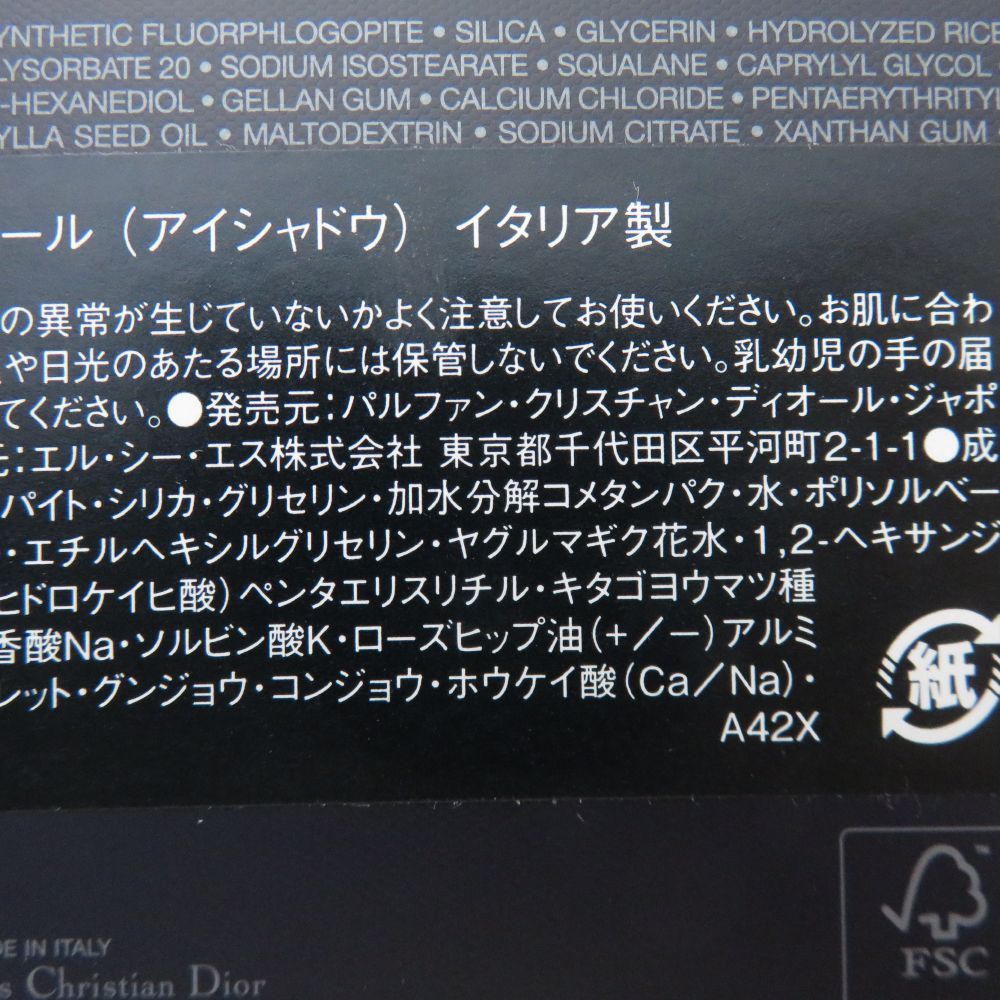 YNTHETIC FLUORPHLOGOPITE • SILICA • GLYCERIN • HYDROLYZED RICE
LYSORBATE 20 • SODIUM ISOSTEARATE • SQUALANE • CAPRYLYL GLYCOL •
-HEXANEDIOL • GELLAN GUM • CALCIUM CHLORIDE • PENTAERYTHRITY
YLLA SEED OIL • MALTODEXTRIN • SODIUM CITRATE • XANTHAN GUM •
ール（アイシャドウ） イタリア製
の異常が生じていないかよく注意してお使いください。お肌に合わ
や日光のあたる場所には保管しないでください。乳幼児の手の届
てください。●発売元：パルファン・クリスチャン・ディオール・ジャポ
元：エル・シー・エス株式会社 東京都千代田区平河町2-1-1●成
パイト・シリカ・グリセリン・加水分解コメタンパク・水・ポリソルベー
・エチルヘキシルグリセリン・ヤグルマギク花水・1,2-ヘキサンジ
ヒドロケイヒ酸）ペンタエリスリチル・キタゴヨウマツ種
香酸Na・ソルビン酸K・ローズヒップ油（+／−）アルミ
レット・グンジョウ・コンジョウ・ホウケイ酸（Ca／Na）・
A42X
紙
FSC
DE IN ITALY
s Christian Dior